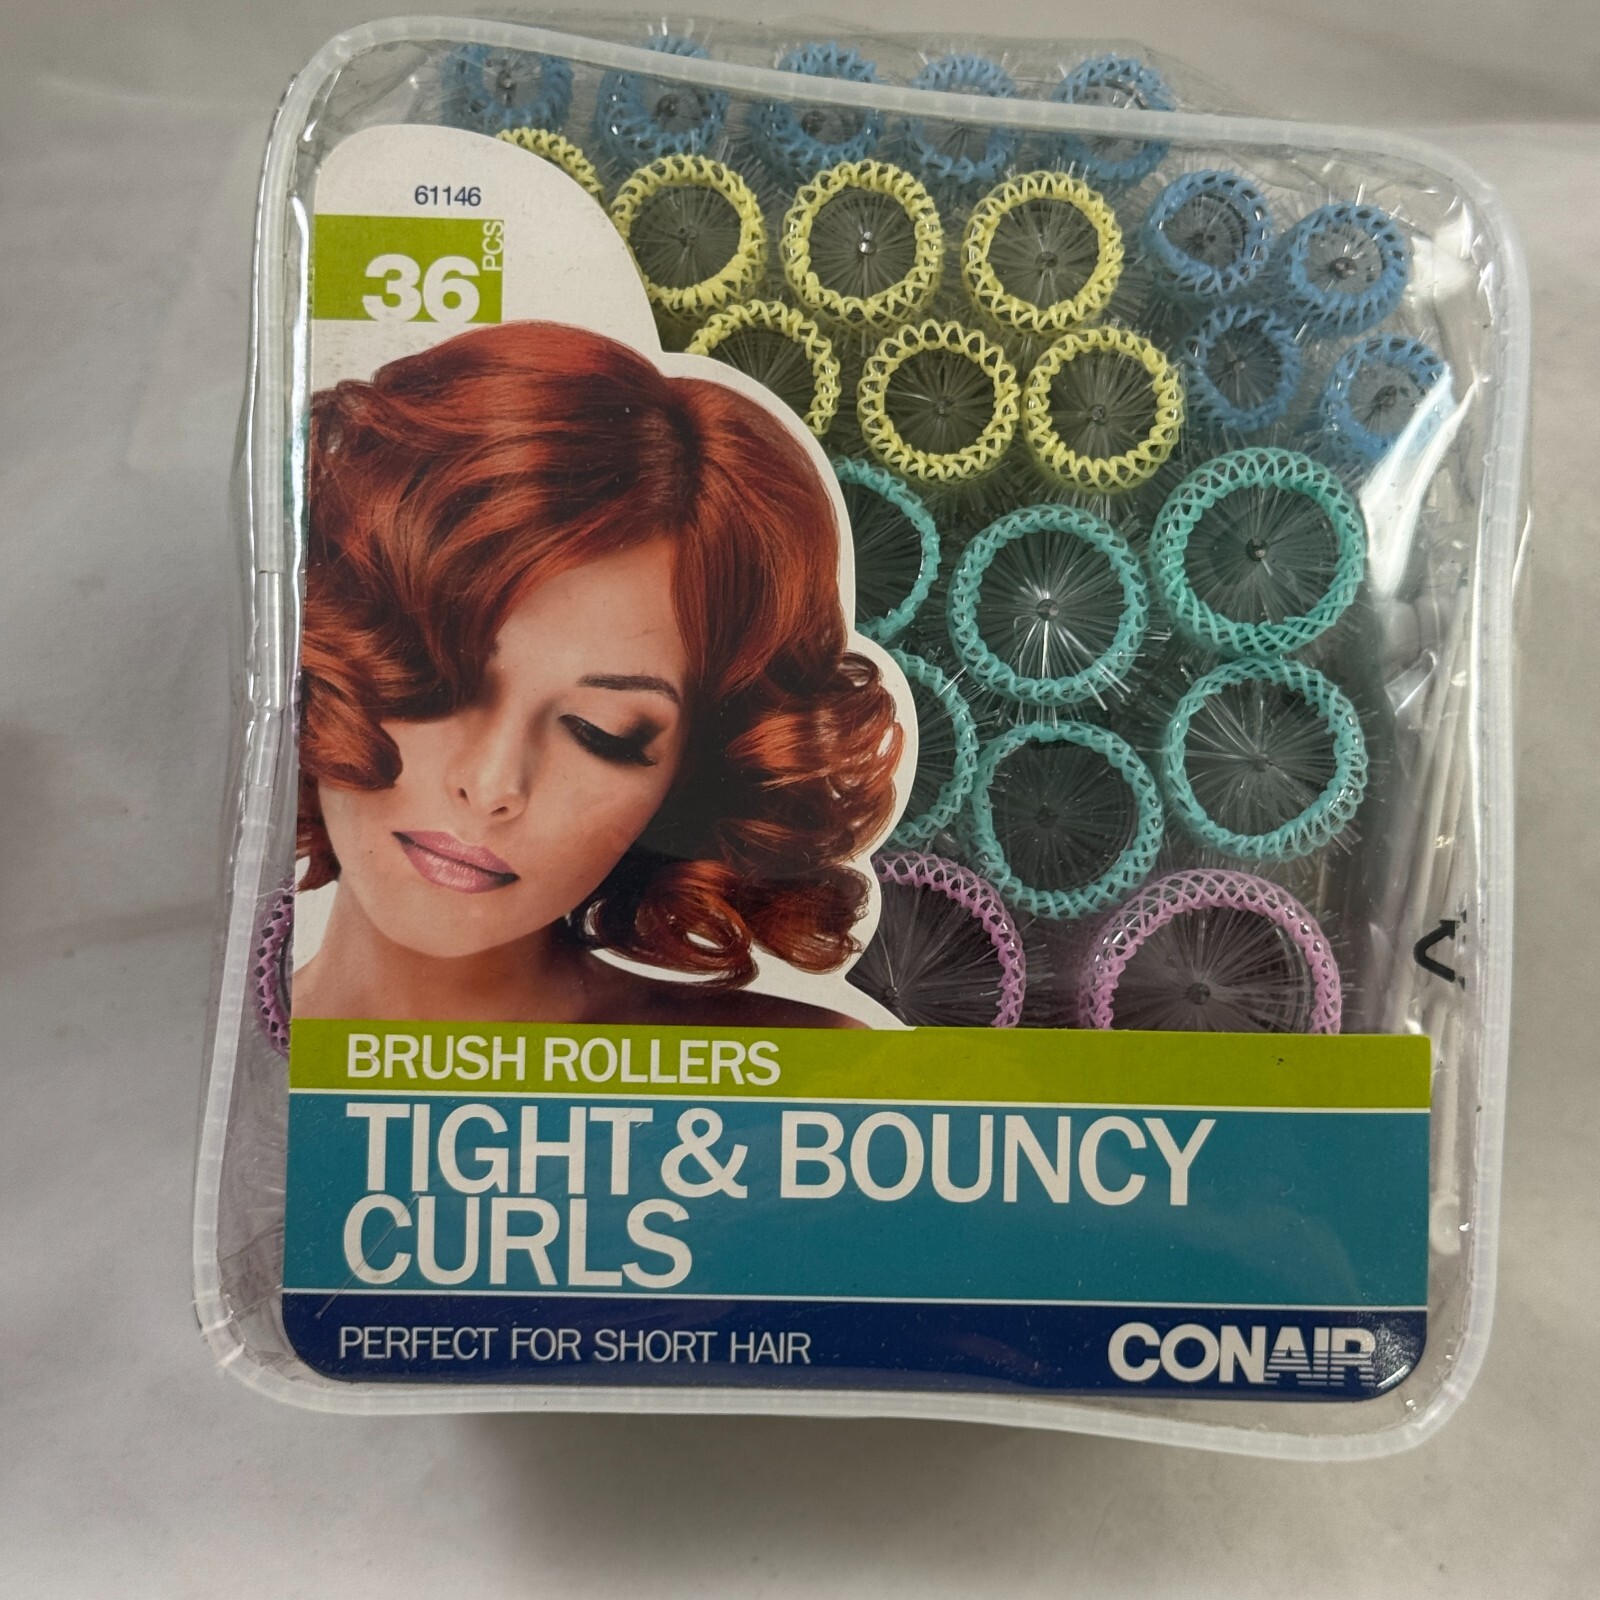 61146
36 PCS
BRUSH ROLLERS
TIGHT & BOUNCY
CURLS
PERFECT FOR SHORT HAIR
CONAIR